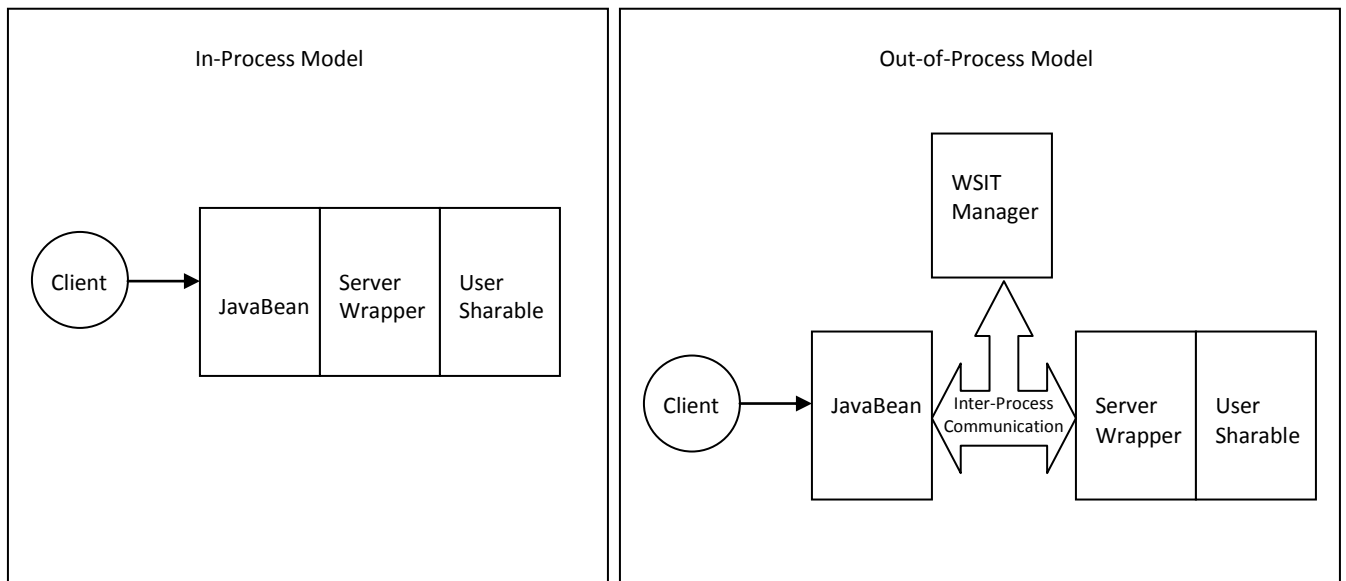 In-Process Model
Client
JavaBean
Server
Wrapper
User
Sharable
Out-of-Process Model
WSIT
Manager
Client
JavaBean
Inter-Process
Communication
Server
Wrapper
User
Sharable